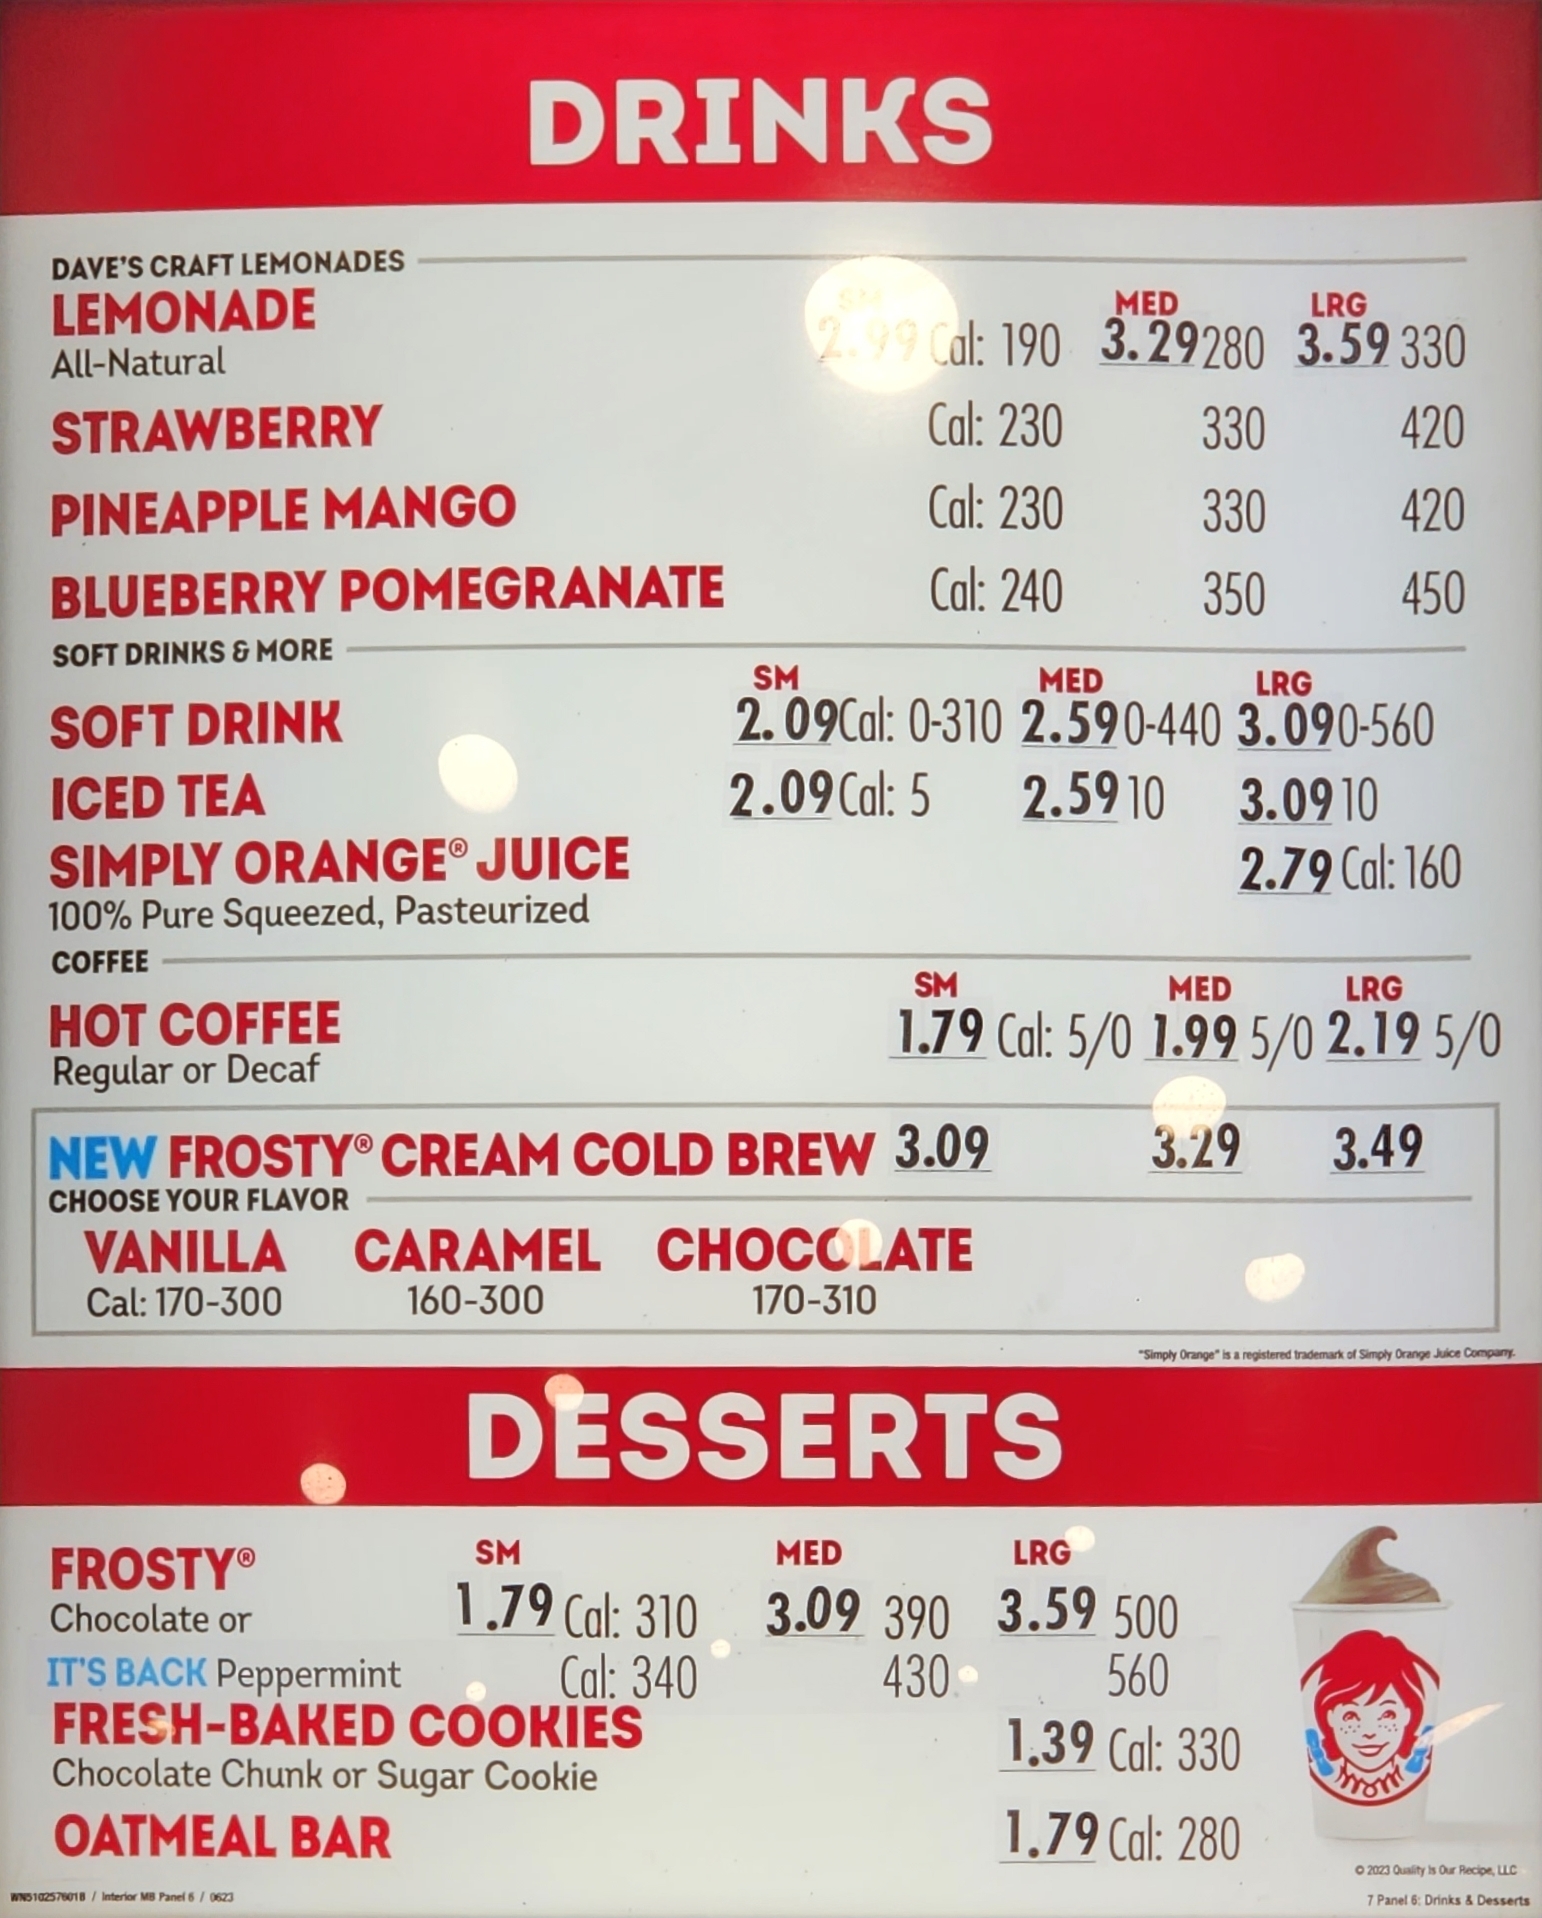 DRINKS
DAVE'S CRAFT LEMONADES
LEMONADE
SM MED LRG
All-Natural 2.99 Cal: 190 3.29 280 3.59 330
STRAWBERRY Cal: 230 330 420
PINEAPPLE MANGO Cal: 230 330 420
BLUEBERRY POMEGRANATE Cal: 240 350 450
SOFT DRINKS & MORE
SM MED LRG
SOFT DRINK 2.09 Cal: 0-310 2.59 0-440 3.09 0-560
ICED TEA 2.09 Cal: 5 2.59 10 3.09 10
SIMPLY ORANGE® JUICE 2.79 Cal: 160
100% Pure Squeezed, Pasteurized
COFFEE
SM MED LRG
HOT COFFEE 1.79 Cal: 5/0 1.99 5/0 2.19 5/0
Regular or Decaf
NEW FROSTY® CREAM COLD BREW 3.09 3.29 3.49
CHOOSE YOUR FLAVOR
VANILLA CARAMEL CHOCOLATE
Cal: 170-300 160-300 170-310
"Simply Orange" is a registered trademark of Simply Orange Juice Company.
DESSERTS
SM MED LRG
FROSTY®
Chocolate or 1.79 Cal: 310 3.09 390 3.59 500
IT'S BACK Peppermint Cal: 340 430 560
FRESH-BAKED COOKIES 1.39 Cal: 330
Chocolate Chunk or Sugar Cookie
OATMEAL BAR 1.79 Cal: 280
© 2023 Quality Is Our Recipe, LLC
WN5102576018 / Interior MB Panel 6 / 0623
7 Panel 6: Drinks & Desserts